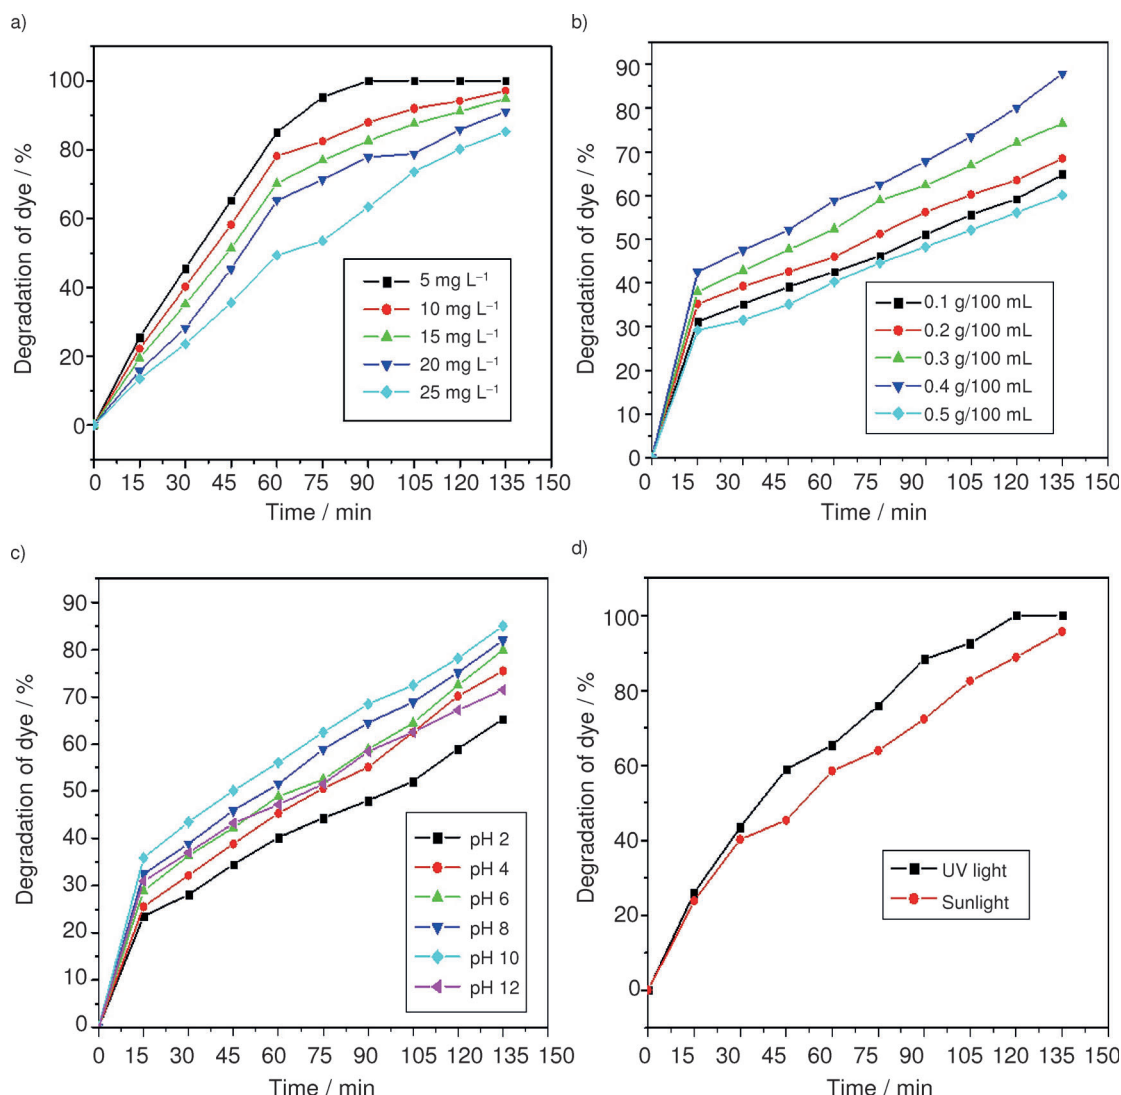 a)
Degradation of dye / %
100
80
60
40
20
0
5 mg L⁻¹
10 mg L⁻¹
15 mg L⁻¹
20 mg L⁻¹
25 mg L⁻¹
0 15 30 45 60 75 90 105 120 135 150
Time / min
b)
Degradation of dye / %
90
80
70
60
50
40
30
20
10
0
0.1 g/100 mL
0.2 g/100 mL
0.3 g/100 mL
0.4 g/100 mL
0.5 g/100 mL
0 15 30 45 60 75 90 105 120 135 150
Time / min
c)
Degradation of dye / %
90
80
70
60
50
40
30
20
10
0
pH 2
pH 4
pH 6
pH 8
pH 10
pH 12
0 15 30 45 60 75 90 105 120 135 150
Time / min
d)
Degradation of dye / %
100
80
60
40
20
0
UV light
Sunlight
0 15 30 45 60 75 90 105 120 135 150
Time / min